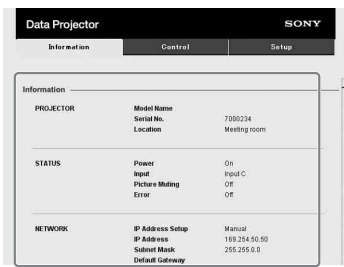 Data Projector SONY
Information Control Setup
Information
PROJECTOR Model Name
Serial No. 7000234
Location Meeting room
STATUS Power On
Input Input C
Picture Muting Off
Error Off
NETWORK IP Address Setup Manual
IP Address 169.254.50.50
Subnet Mask 255.255.0.0
Default Gateway